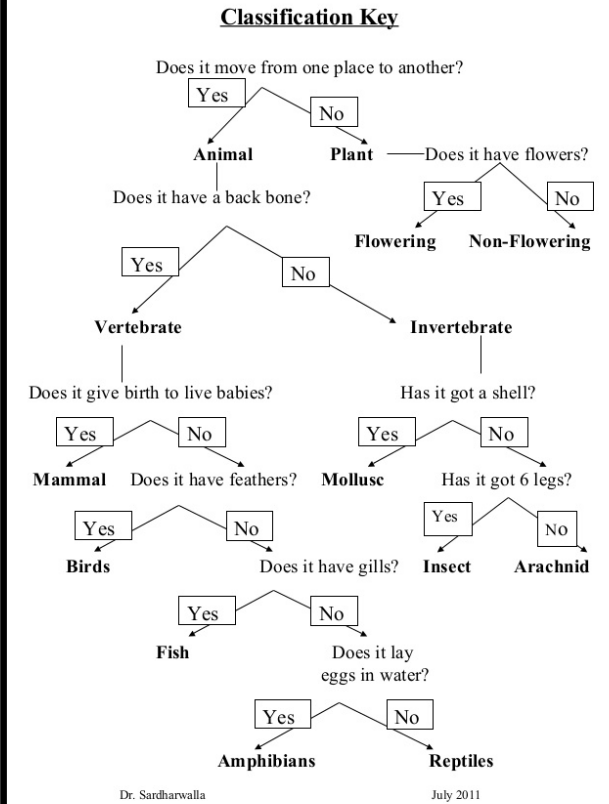 Classification Key
Does it move from one place to another?
Yes
No
Animal
Plant
Does it have flowers?
Does it have a back bone?
Yes
No
Flowering
Non-Flowering
Yes
No
Vertebrate
Invertebrate
Does it give birth to live babies?
Has it got a shell?
Yes
No
Yes
No
Mammal
Does it have feathers?
Mollusc
Has it got 6 legs?
Yes
No
Yes
No
Birds
Does it have gills?
Insect
Arachnid
Yes
No
Fish
Does it lay
eggs in water?
Yes
No
Amphibians
Reptiles
Dr. Sardharwalla
July 2011